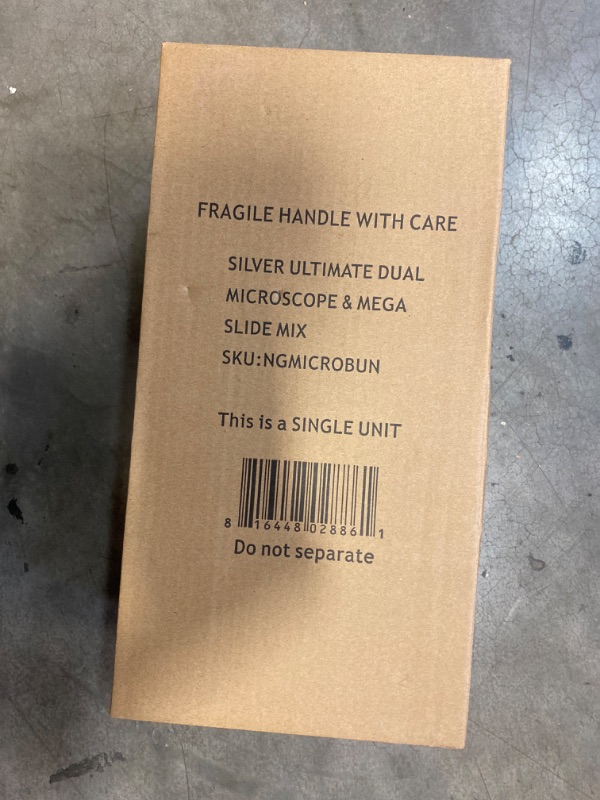 FRAGILE HANDLE WITH CARE
SILVER ULTIMATE DUAL
MICROSCOPE & MEGA
SLIDE MIX
SKU:NGMICROBUN
This is a SINGLE UNIT
8 16448 02886 1
Do not separate